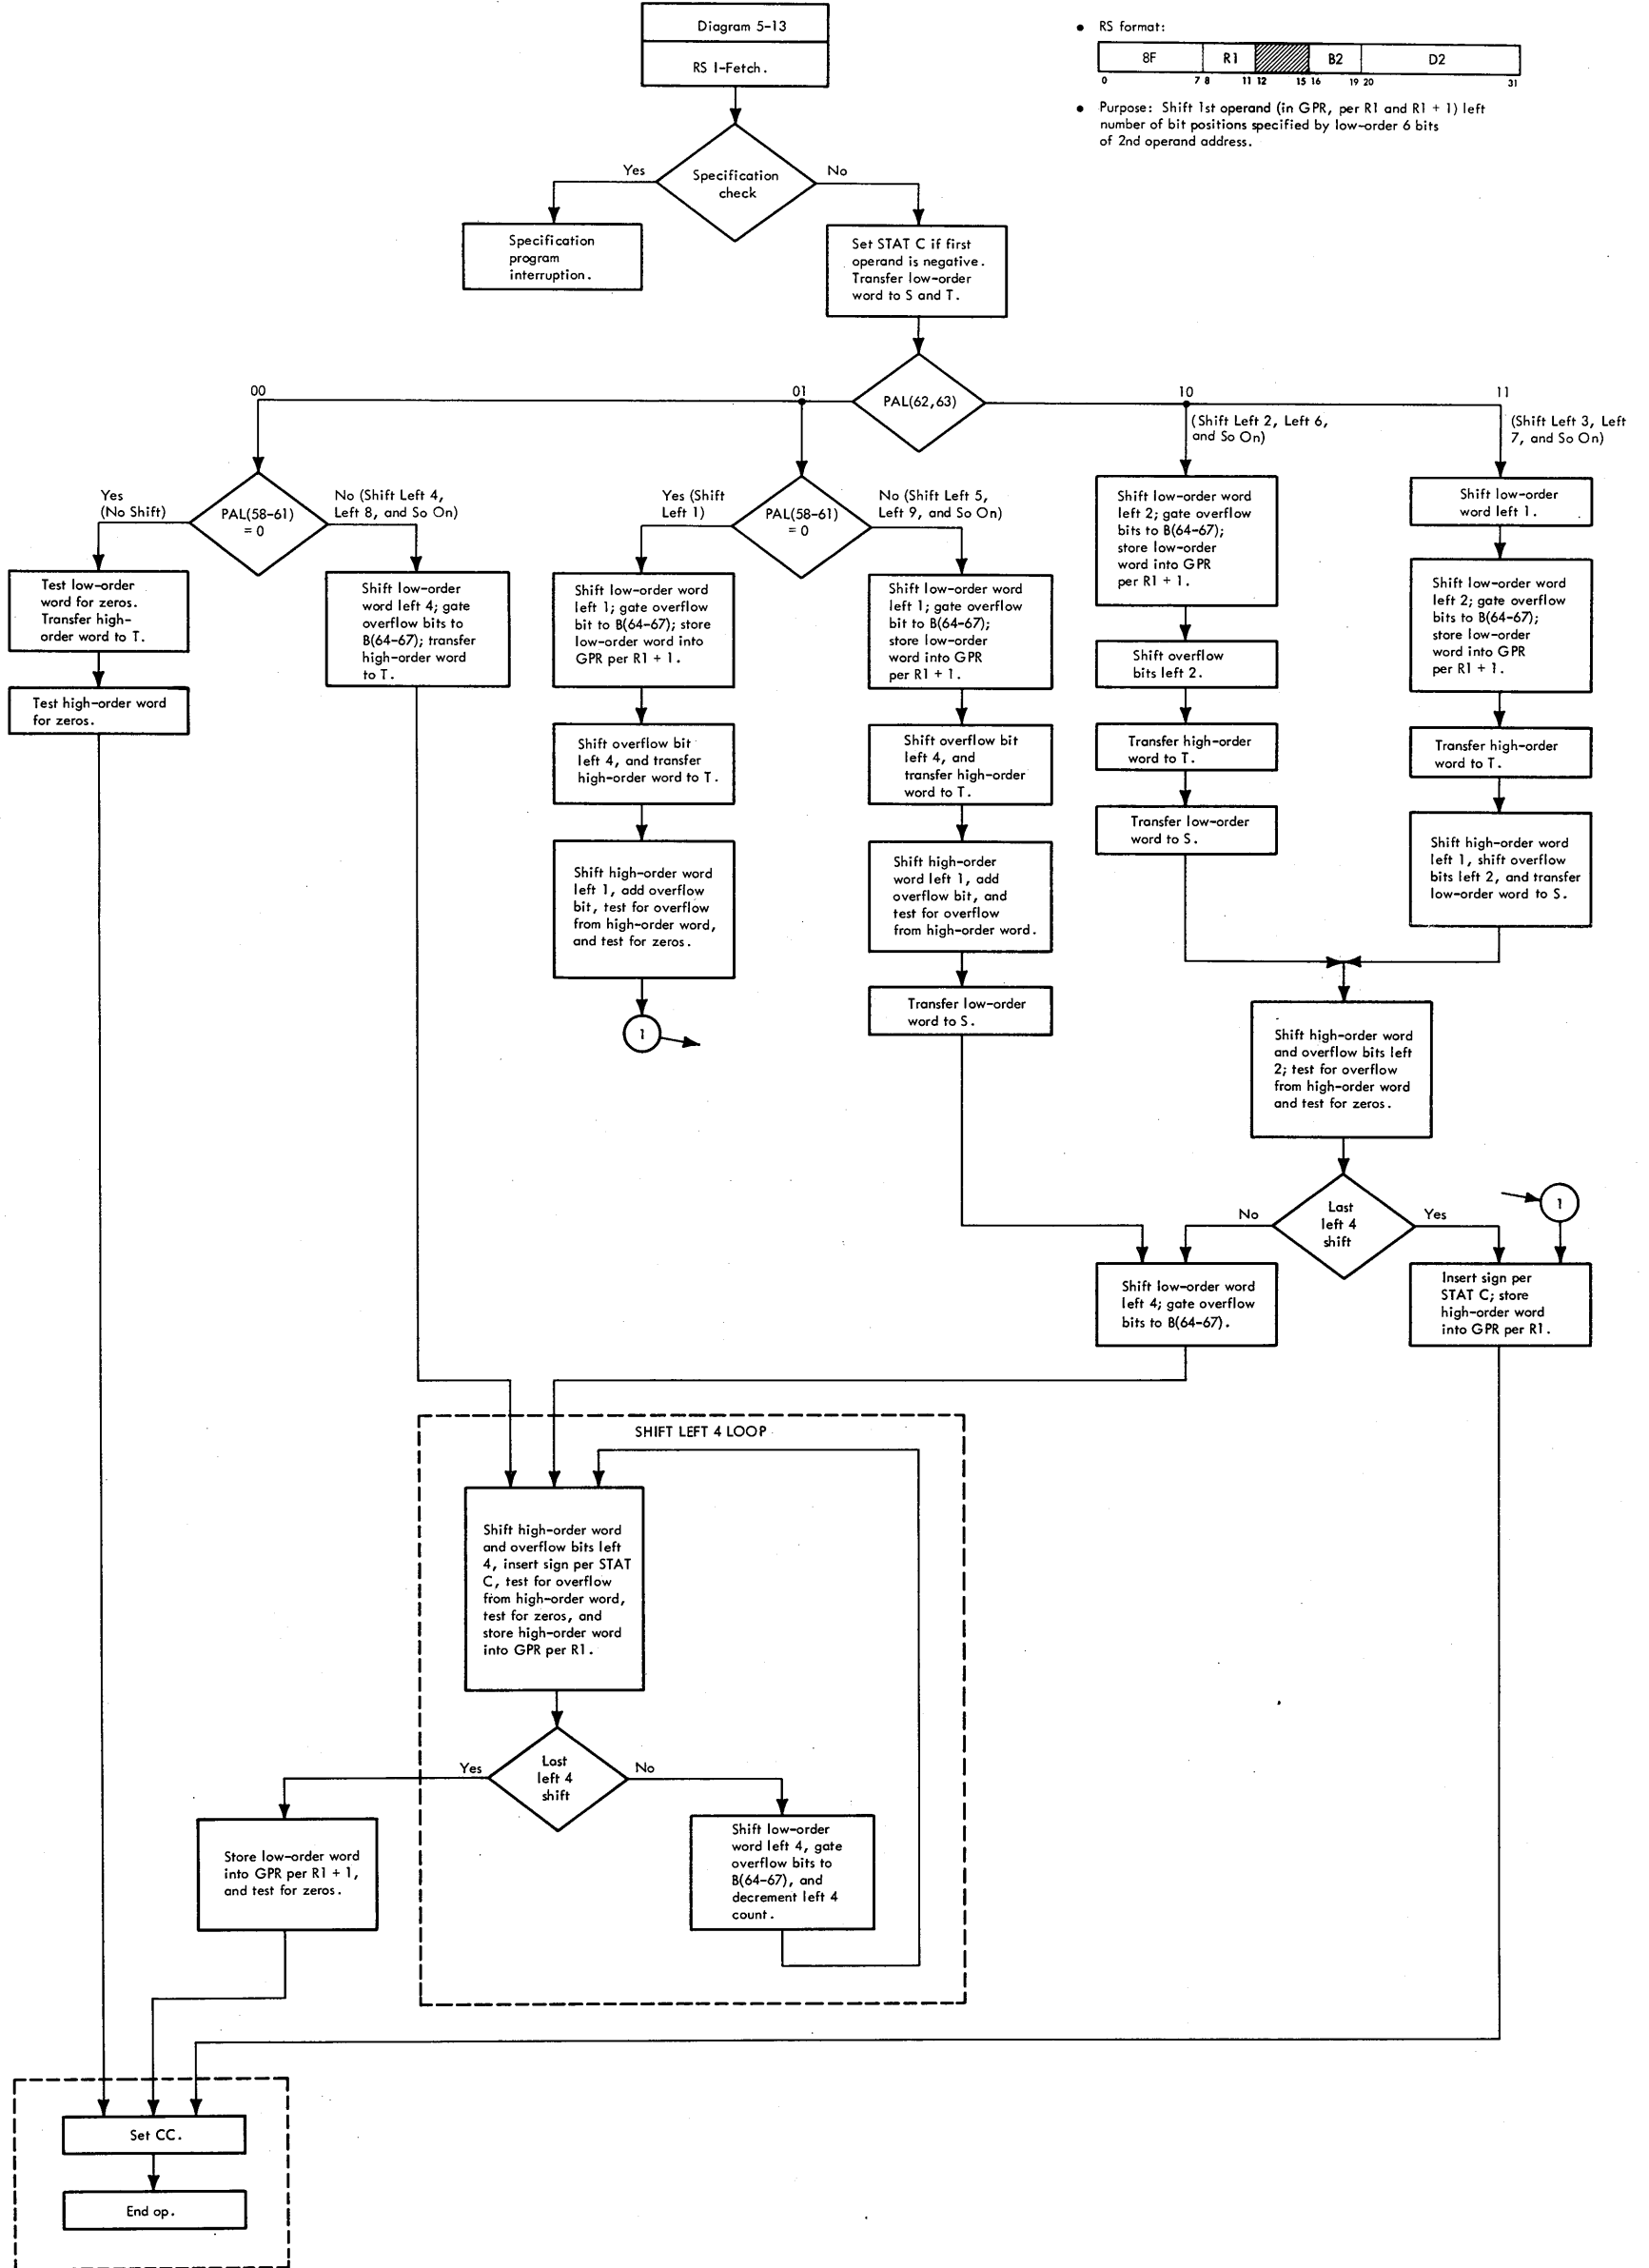 Diagram 5-13
RS I-Fetch.
• RS format:
8F R1 B2 D2
0 7 8 11 12 15 16 19 20 31
• Purpose: Shift 1st operand (in GPR, per R1 and R1 + 1) left
number of bit positions specified by low-order 6 bits
of 2nd operand address.
Yes
Specification
check
No
Specification
program
interruption.
Set STAT C if first
operand is negative.
Transfer low-order
word to S and T.
PAL(62,63)
00
01
10
11
(Shift Left 2, Left 6,
and So On)
(Shift Left 3, Left
7, and So On)
Yes
(No Shift)
PAL(58-61)
= 0
No (Shift Left 4,
Left 8, and So On)
Yes (Shift
Left 1)
PAL(58-61)
= 0
No (Shift Left 5,
Left 9, and So On)
Test low-order
word for zeros.
Transfer high-
order word to T.
Test high-order word
for zeros.
Shift low-order
word left 4; gate
overflow bits to
B(64-67); transfer
high-order word
to T.
Shift low-order word
left 1; gate overflow
bit to B(64-67); store
low-order word into
GPR per R1 + 1.
Shift overflow bit
left 4, and transfer
high-order word to T.
Shift high-order word
left 1, add overflow
bit, test for overflow
from high-order word,
and test for zeros.
1
Shift low-order word
left 1; gate overflow
bit to B(64-67);
store low-order
word into GPR
per R1 + 1.
Shift overflow bit
left 4, and
transfer high-order
word to T.
Shift high-order
word left 1, add
overflow bit, and
test for overflow
from high-order word.
Transfer low-order
word to S.
Shift low-order word
left 2; gate overflow
bits to B(64-67);
store low-order
word into GPR
per R1 + 1.
Shift overflow
bits left 2.
Transfer high-order
word to T.
Transfer low-order
word to S.
Shift low-order
word left 1.
Shift low-order word
left 2; gate overflow
bits to B(64-67);
store low-order
word into GPR
per R1 + 1.
Transfer high-order
word to T.
Shift high-order word
left 1, shift overflow
bits left 2, and transfer
low-order word to S.
Shift high-order word
and overflow bits left
2; test for overflow
from high-order word
and test for zeros.
No
Last
left 4
shift
Yes
1
Shift low-order word
left 4; gate overflow
bits to B(64-67).
Insert sign per
STAT C; store
high-order word
into GPR per R1.
SHIFT LEFT 4 LOOP
Shift high-order word
and overflow bits left
4, insert sign per STAT
C, test for overflow
from high-order word,
test for zeros, and
store high-order word
into GPR per R1.
Yes
Last
left 4
shift
No
Store low-order word
into GPR per R1 + 1,
and test for zeros.
Shift low-order
word left 4, gate
overflow bits to
B(64-67), and
decrement left 4
count.
Set CC.
End op.